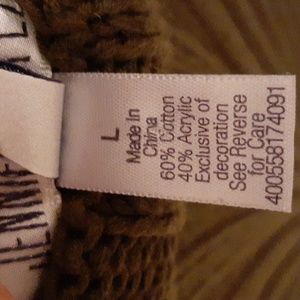 L
Made In
China
60% Cotton
40% Acrylic
Exclusive of
decoration
See Reverse
for Care
400558174091